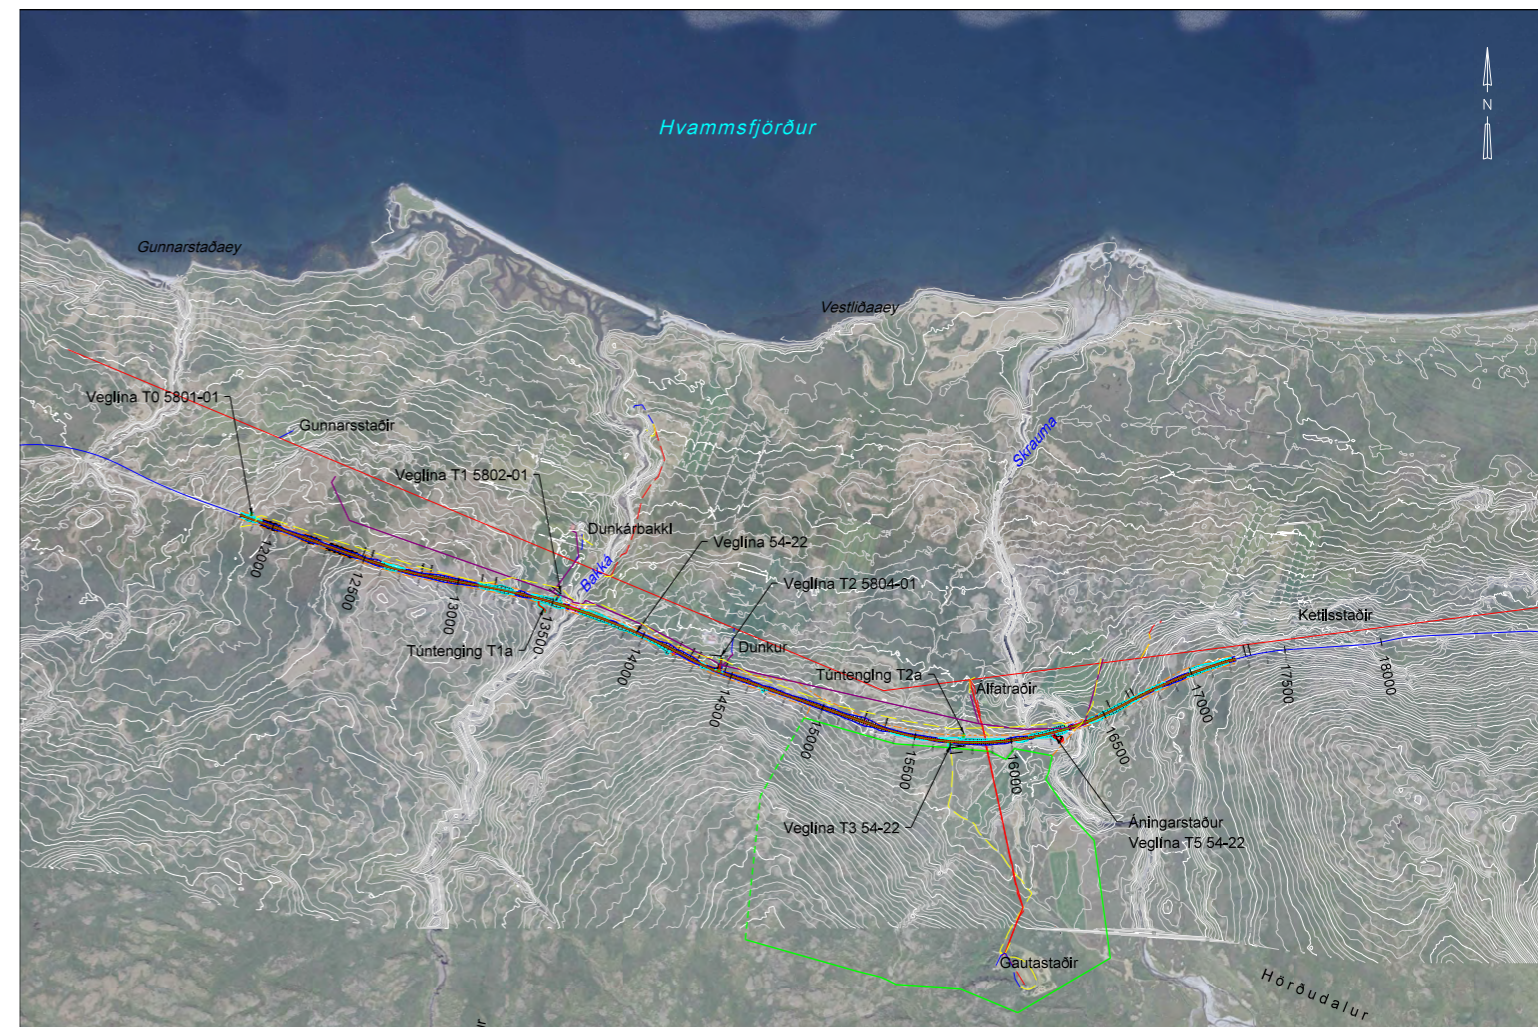 N
Hvammsfjörður
Gunnarstaðaey
Vestliðaaey
Veglína T0 5801-01
Gunnarsstaðir
Skrauma
Veglína T1 5802-01
Dunkárbakki
Veglína 54-22
Bakká
Veglína T2 5804-01
12000
12500
13000
13500
14000
14500
15000
15500
16000
16500
17000
17500
18000
Ketilsstaðir
Túntenging T1a
Dunkur
Túntenging T2a
Álfatraðir
Veglína T3 54-22
Áningarstaður
Veglína T5 54-22
Gautastaðir
Hörðudalur
ur